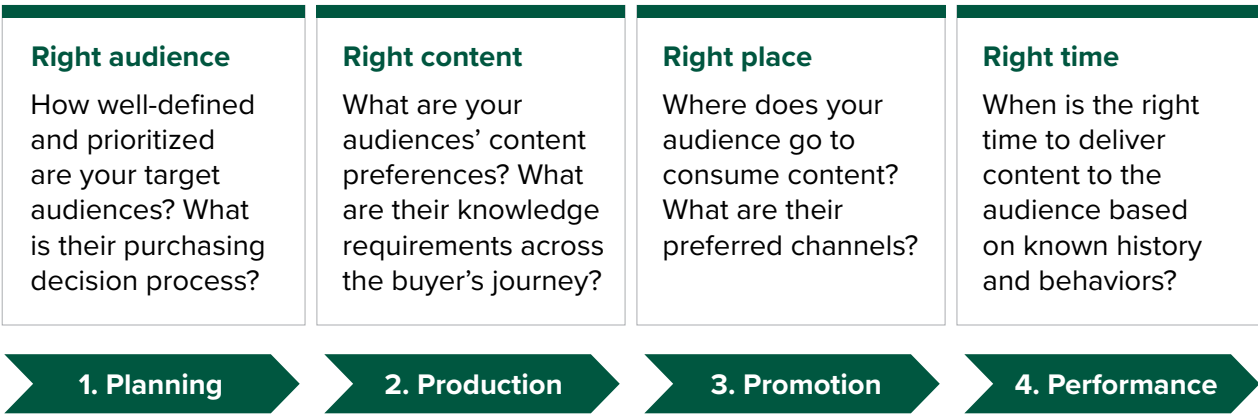 Right audience
How well-defined
and prioritized
are your target
audiences? What
is their purchasing
decision process?
Right content
What are your
audiences’ content
preferences? What
are their knowledge
requirements across
the buyer’s journey?
Right place
Where does your
audience go to
consume content?
What are their
preferred channels?
Right time
When is the right
time to deliver
content to the
audience based
on known history
and behaviors?
1. Planning
2. Production
3. Promotion
4. Performance